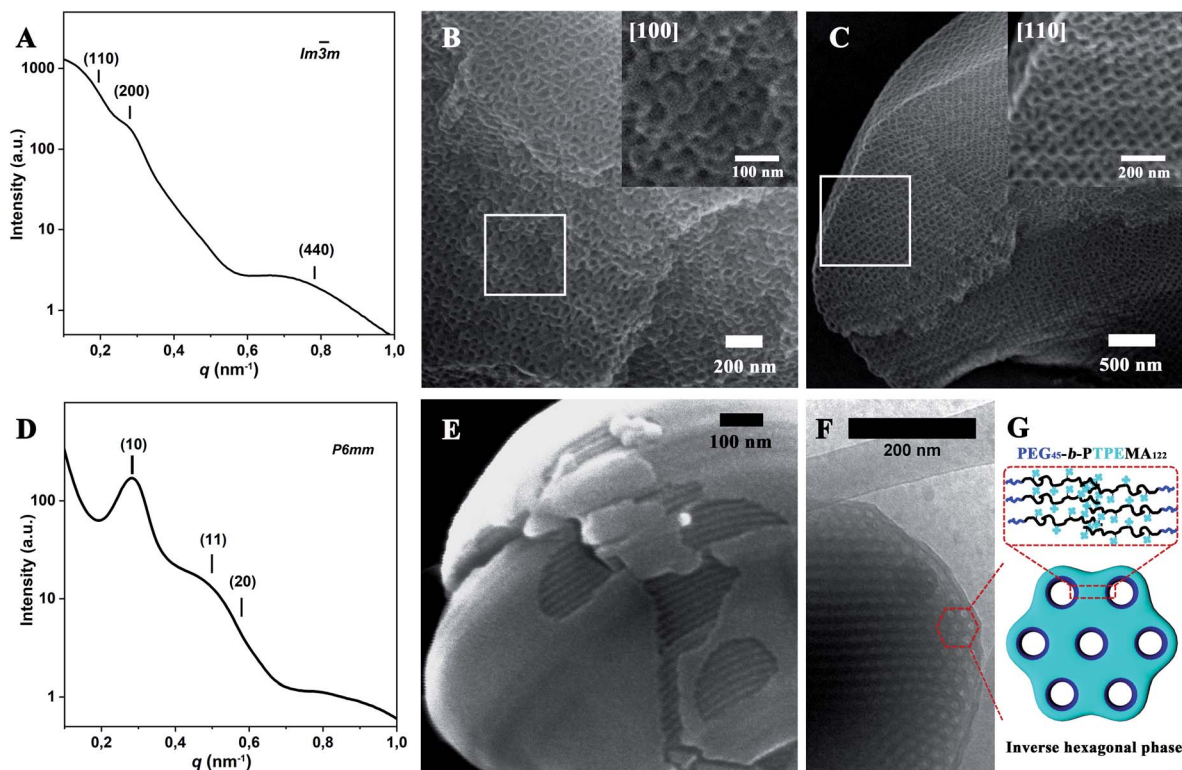 A
Im3̅m
(110)
(200)
(440)
1000
100
10
1
Intensity (a.u.)
0,2
0,4
0,6
0,8
1,0
q (nm⁻¹)
B
[100]
100 nm
200 nm
C
[110]
200 nm
500 nm
D
P6mm
(10)
(11)
(20)
100
10
1
Intensity (a.u.)
0,2
0,4
0,6
0,8
1,0
q (nm⁻¹)
E
100 nm
F
200 nm
G
PEG₄₅-b-PTPEMA₁₂₂
Inverse hexagonal phase